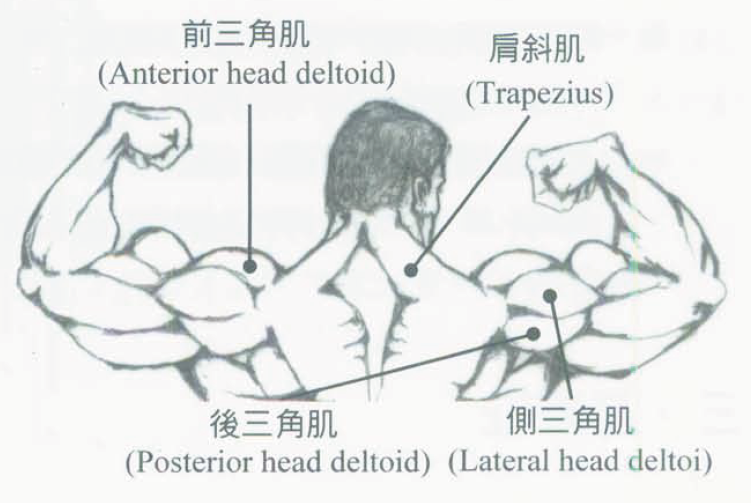 前三角肌
(Anterior head deltoid)
肩斜肌
(Trapezius)
後三角肌
(Posterior head deltoid)
側三角肌
(Lateral head deltoi)